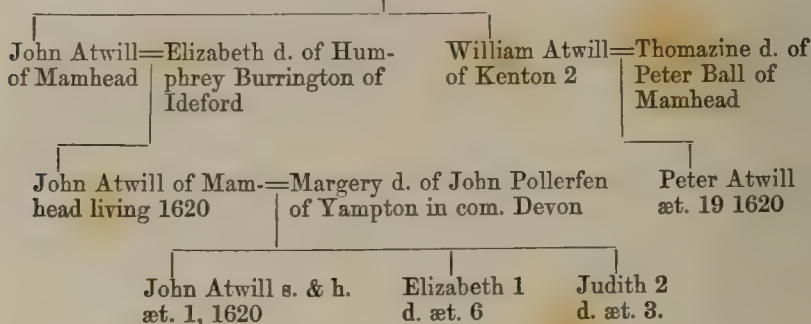 John Atwill=Elizabeth d. of Hum-
of Mamhead phrey Burrington of
Ideford
William Atwill=Thomazine d. of
of Kenton 2 Peter Ball of
Mamhead
John Atwill of Mam-=Margery d. of John Pollerfen
head living 1620 of Yampton in com. Devon
Peter Atwill
æt. 19 1620
John Atwill s. & h.
æt. 1, 1620
Elizabeth 1
d. æt. 6
Judith 2
d. æt. 3.